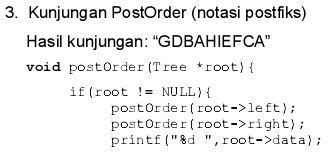 3. Kunjungan PostOrder (notasi postfiks)
Hasil kunjungan: “GDBAHIEFCA”
void postOrder(Tree *root){
if(root != NULL){
postOrder(root->left);
postOrder(root->right);
printf("%d ",root->data);